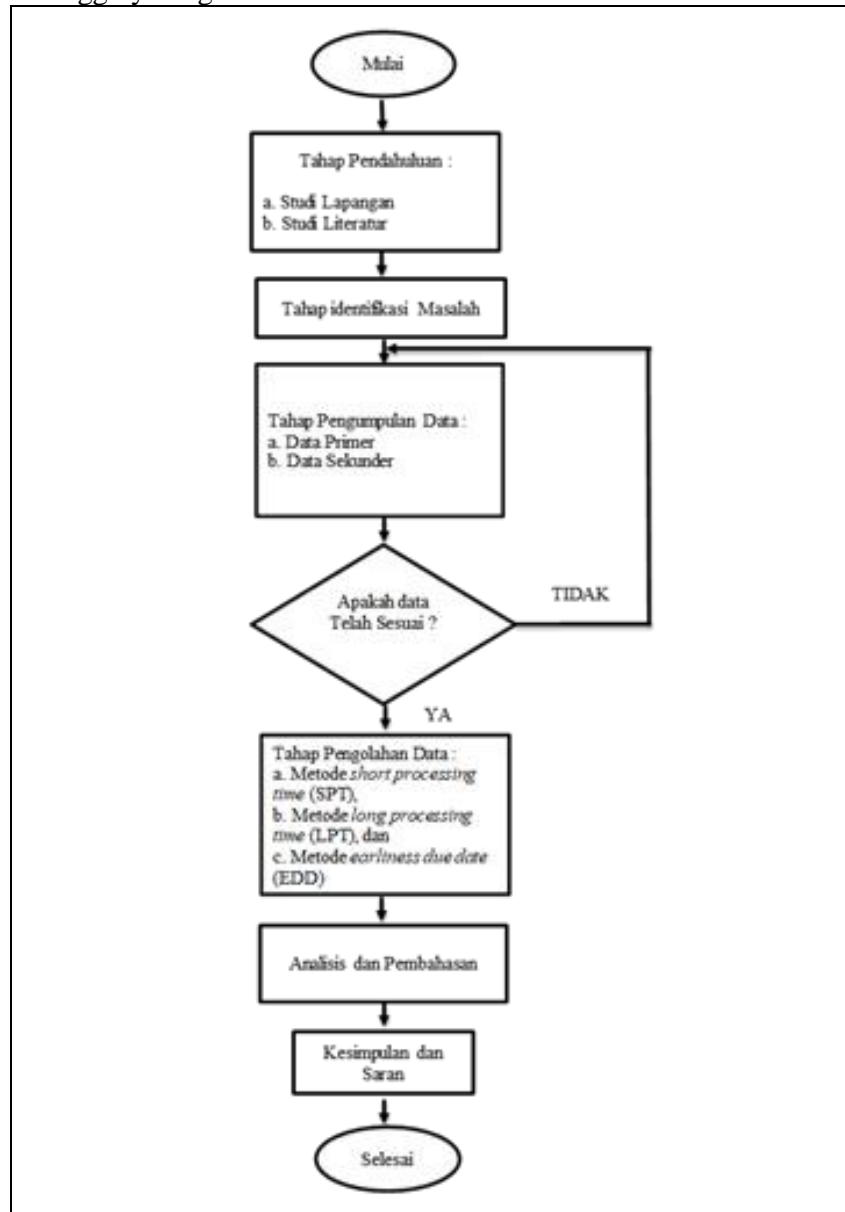 Mulai
Tahap Pendahuluan :
a. Studi Lapangan
b. Studi Literatur
Tahap identifikasi Masalah
Tahap Pengumpulan Data :
a. Data Primer
b. Data Sekunder
Apakah data
Telah Sesuai ?
TIDAK
YA
Tahap Pengolahan Data :
a. Metode short processing
time (SPT),
b. Metode long processing
time (LPT), dan
c. Metode earliness due date
(EDD)
Analisis dan Pembahasan
Kesimpulan dan
Saran
Selesai